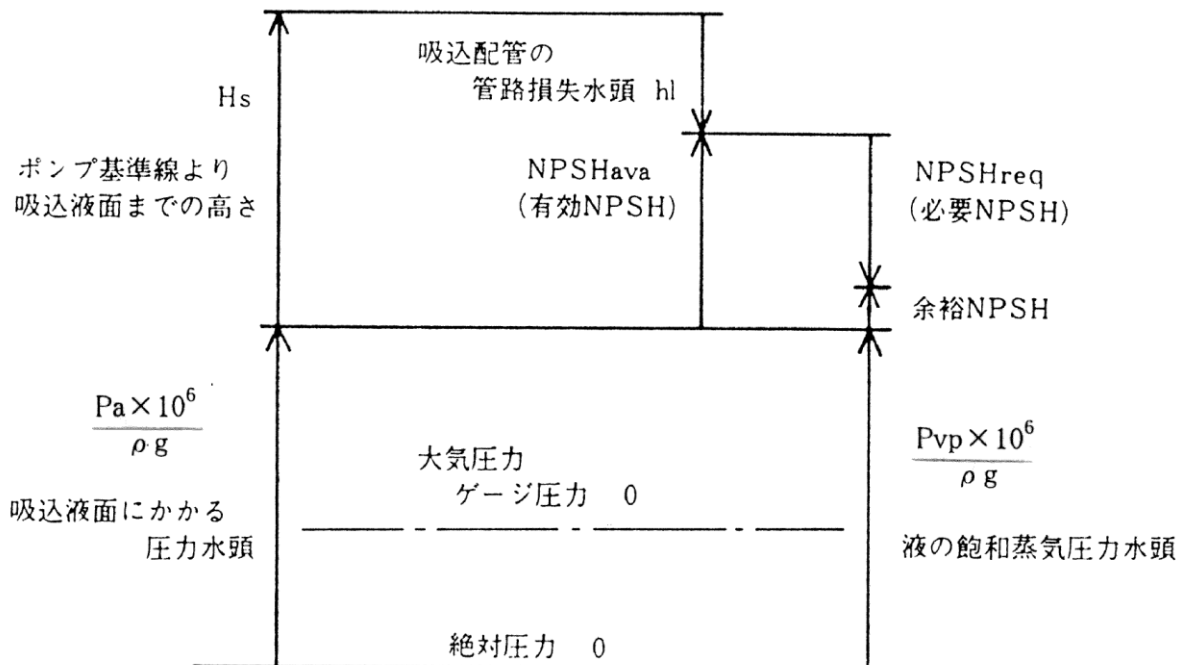 吸込配管の
管路損失水頭 hl
Hs
ポンプ基準線より
吸込液面までの高さ
NPSHava
(有効NPSH)
NPSHreq
(必要NPSH)
余裕NPSH
Pa×10⁶
ρg
吸込液面にかかる
圧力水頭
大気圧力
ゲージ圧力 0
Pvp×10⁶
ρg
液の飽和蒸気圧力水頭
絶対圧力 0